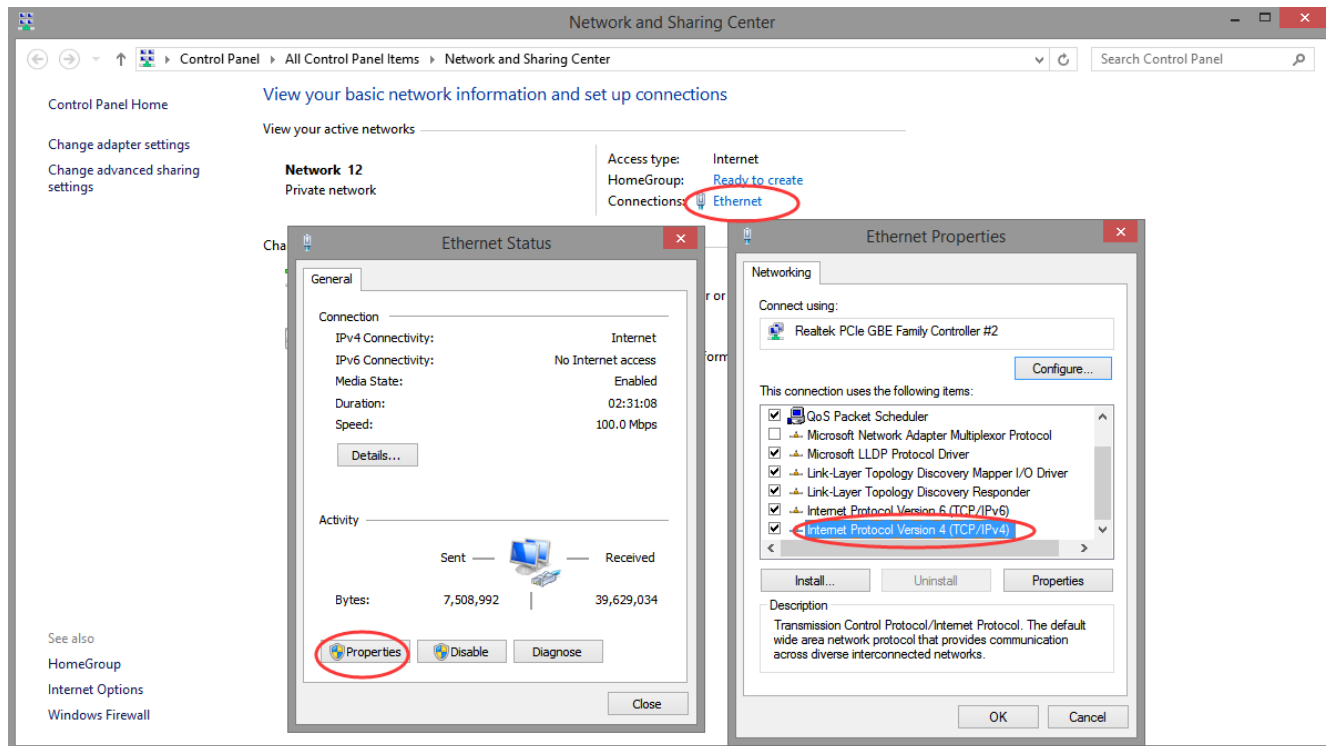 Network and Sharing Center
Control Panel All Control Panel Items Network and Sharing Center
Search Control Panel
Control Panel Home
Change adapter settings
Change advanced sharing
settings
See also
HomeGroup
Internet Options
Windows Firewall
View your basic network information and set up connections
View your active networks
Network 12
Private network
Access type: Internet
HomeGroup: Ready to create
Connections: Ethernet
Cha
r or
form
Ethernet Status
General
Connection
IPv4 Connectivity: Internet
IPv6 Connectivity: No Internet access
Media State: Enabled
Duration: 02:31:08
Speed: 100.0 Mbps
Details...
Activity
Sent Received
Bytes: 7,508,992 39,629,034
Properties Disable Diagnose
Close
Ethernet Properties
Networking
Connect using:
Realtek PCIe GBE Family Controller #2
Configure...
This connection uses the following items:
QoS Packet Scheduler
Microsoft Network Adapter Multiplexor Protocol
Microsoft LLDP Protocol Driver
Link-Layer Topology Discovery Mapper I/O Driver
Link-Layer Topology Discovery Responder
Internet Protocol Version 6 (TCP/IPv6)
Internet Protocol Version 4 (TCP/IPv4)
Install... Uninstall Properties
Description
Transmission Control Protocol/Internet Protocol. The default
wide area network protocol that provides communication
across diverse interconnected networks.
OK Cancel